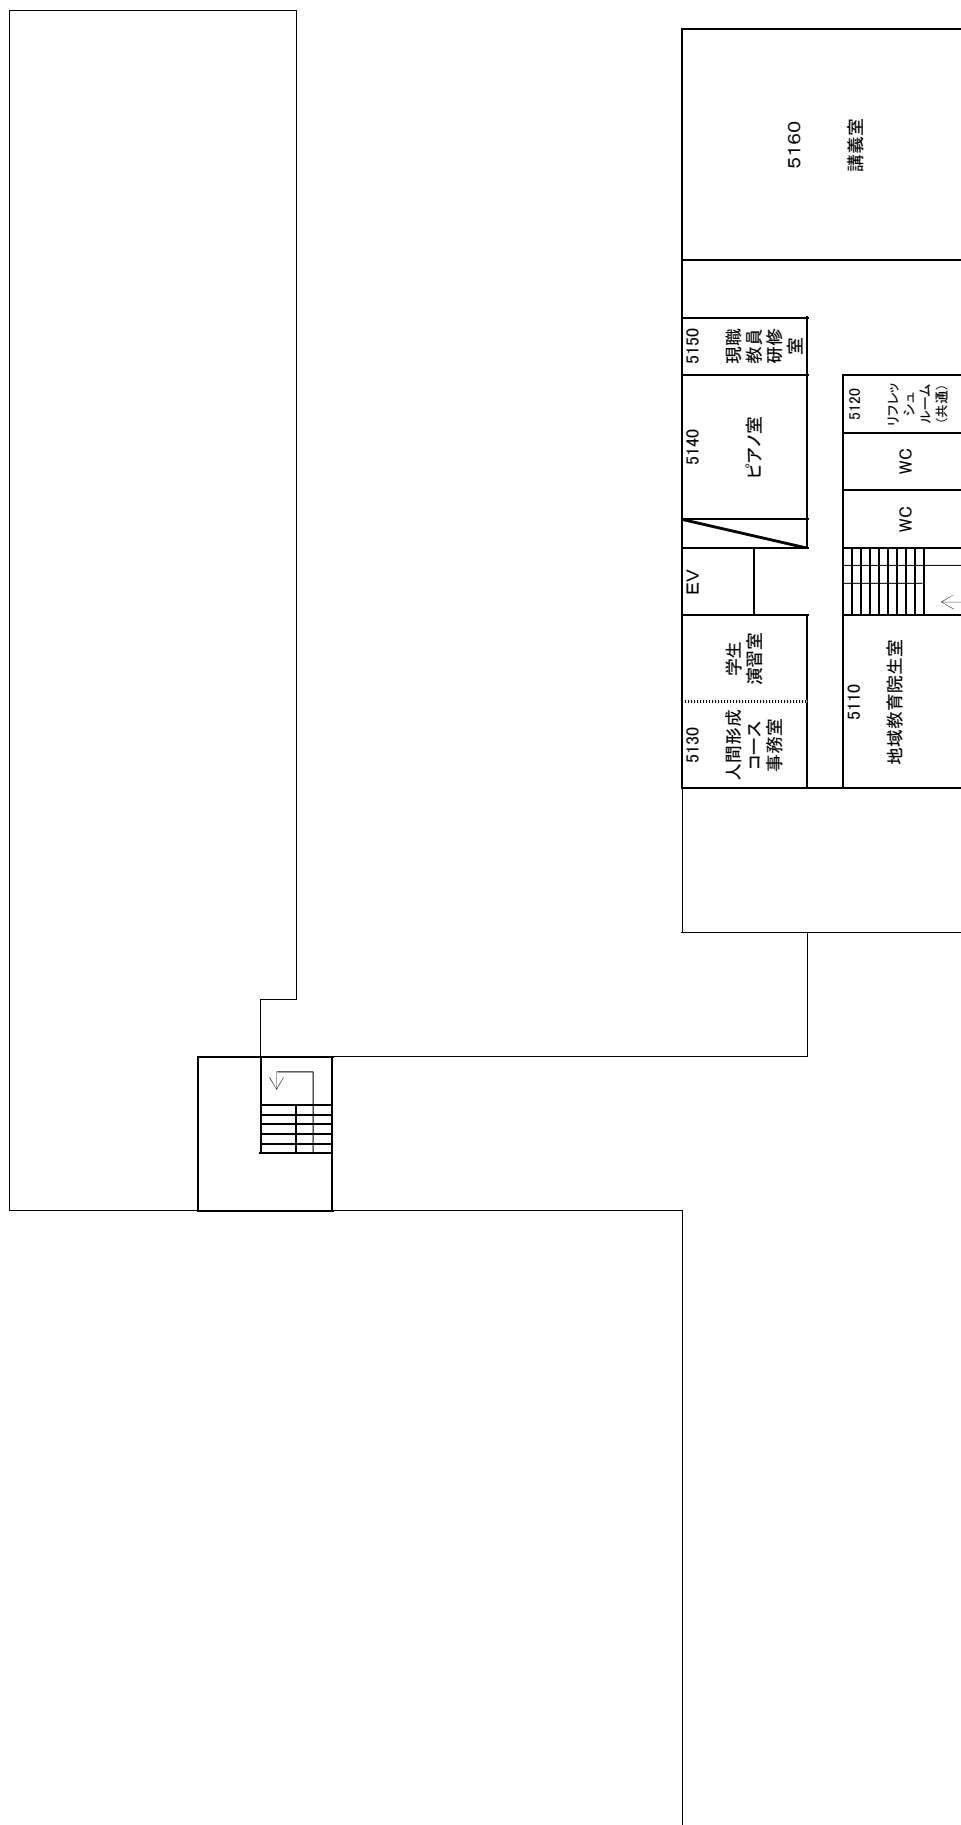 5160
講義室
5150
現職
教員
研修
室
5140
ピアノ室
EV
学生
演習室
5130
人間形成
コース
事務室
5120
リフレッ
シュ
ルーム
(共通)
WC
WC
5110
地域教育院生室